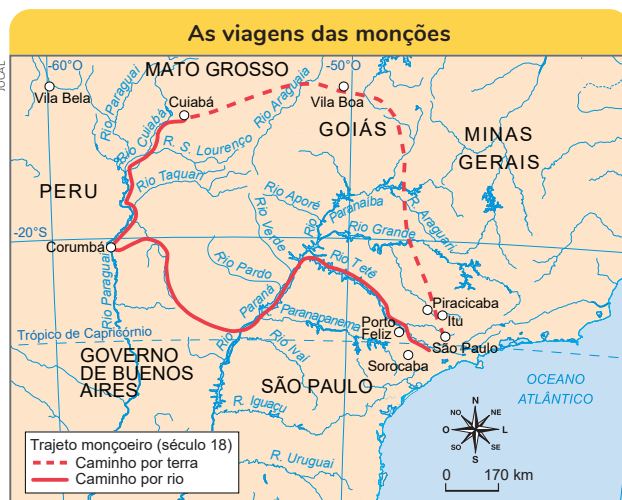 As viagens das monções
JOCAL
-60°O
-50°O
MATO GROSSO
Vila Bela
Rio Paraguai
Cuiabá
Rio Cuiabá
Rio Araguaia
Vila Boa
GOIÁS
MINAS
GERAIS
R. S. Lourenço
PERU
Rio Taquari
Rio Aporé
Rio
Paranaíba
R. Araguari
-20°S
Corumbá
Rio Verde
Rio Grande
Rio Pardo
Rio Tetê
Rio Paraguai
Rio Paraná
Paranapanema
Piracicaba
Itú
Porto
Feliz
Trópico de Capricórnio
São Paulo
Sorocaba
GOVERNO
DE BUENOS
AIRES
Rio Ivaí
SÃO PAULO
R. Iguaçu
OCEANO
ATLÂNTICO
R. Uruguai
N
NO
NE
O
L
SO
SE
S
0 170 km
Trajeto monçoeiro (século 18)
Caminho por terra
Caminho por rio